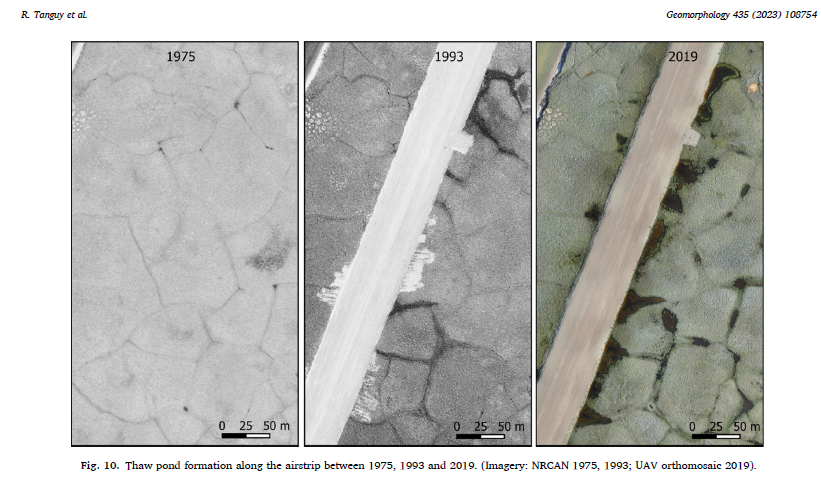 R. Tanguy et al.
Geomorphology 435 (2023) 108754
1975
1993
2019
0 25 50 m
0 25 50 m
0 25 50 m
Fig. 10. Thaw pond formation along the airstrip between 1975, 1993 and 2019. (Imagery: NRCAN 1975, 1993; UAV orthomosaic 2019).